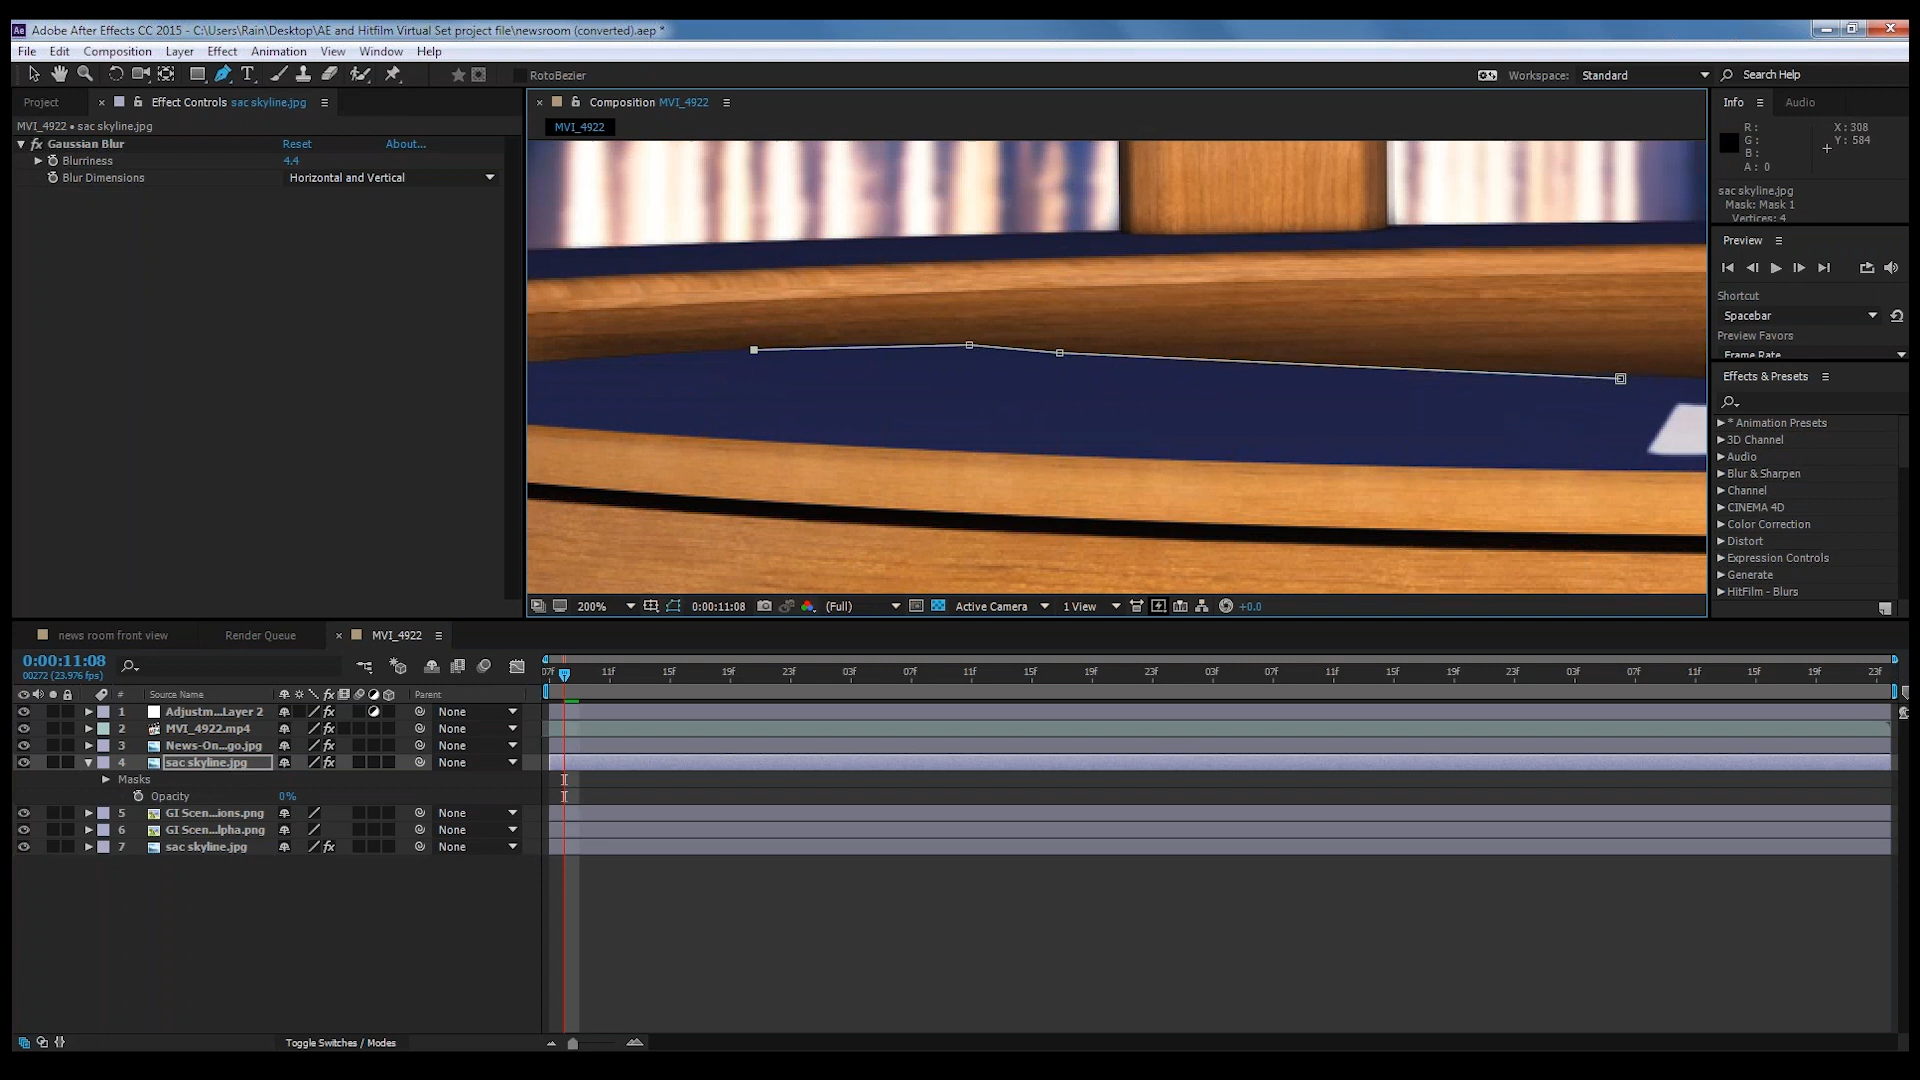 Ae Adobe After Effects CC 2015 - C:\Users\Rain\Desktop\AE and Hitfilm Virtual Set project file\newsroom (converted).aep *
File Edit Composition Layer Effect Animation View Window Help
RotoBezier
Workspace: Standard
Search Help
Project
Effect Controls sac skyline.jpg
Composition MVI_4922
Info
Audio
MVI_4922 • sac skyline.jpg
MVI_4922
fx Gaussian Blur Reset About...
Blurriness 4.4
Blur Dimensions Horizontal and Vertical
R:
G:
B:
A: 0
X: 308
Y: 584
sac skyline.jpg
Mask: Mask 1
Vertices: 4
Preview
Shortcut
Spacebar
Preview Favors
Frame Rate
Effects & Presets
* Animation Presets
3D Channel
Audio
Blur & Sharpen
Channel
CINEMA 4D
Color Correction
Distort
Expression Controls
Generate
HitFilm - Blurs
200% 0:00:11:08 (Full) Active Camera 1 View +0.0
news room front view
Render Queue
MVI_4922
0:00:11:08
00272 (23.976 fps)
07f 11f 15f 19f 23f 03f 07f 11f 15f 19f 23f 03f 07f 11f 15f 19f 23f 03f 07f 11f 15f 19f 23f
# Source Name fx Parent
1 Adjustm...Layer 2 None
2 MVI_4922.mp4 fx None
3 News-On...go.jpg fx None
4 sac skyline.jpg fx None
Masks
Opacity 0%
5 GI Scen...ions.png None
6 GI Scen...lpha.png None
7 sac skyline.jpg fx None
Toggle Switches / Modes